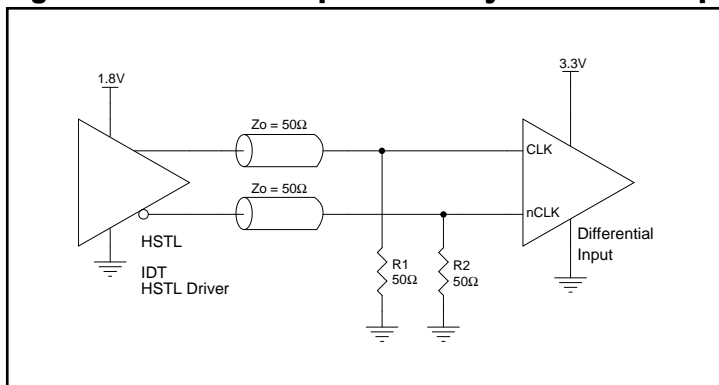 1.8V
3.3V
Zo = 50Ω
CLK
Zo = 50Ω
nCLK
HSTL
Differential
Input
IDT
HSTL Driver
R1
50Ω
R2
50Ω